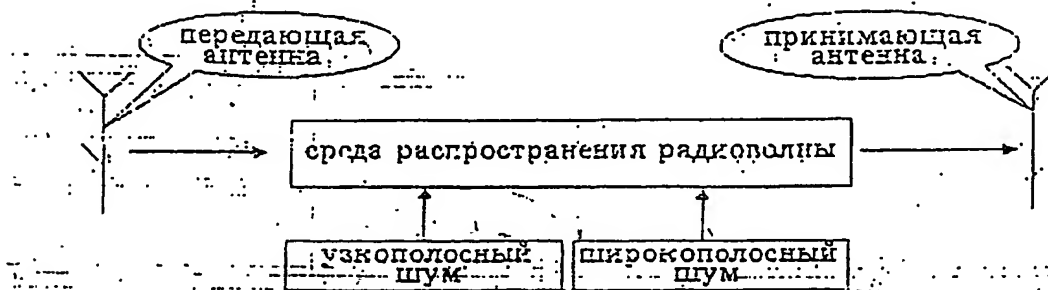 передающая
антенна
принимающая
антенна
среда распространения радиоволны
узкополосный
шум
широкополосный
шум